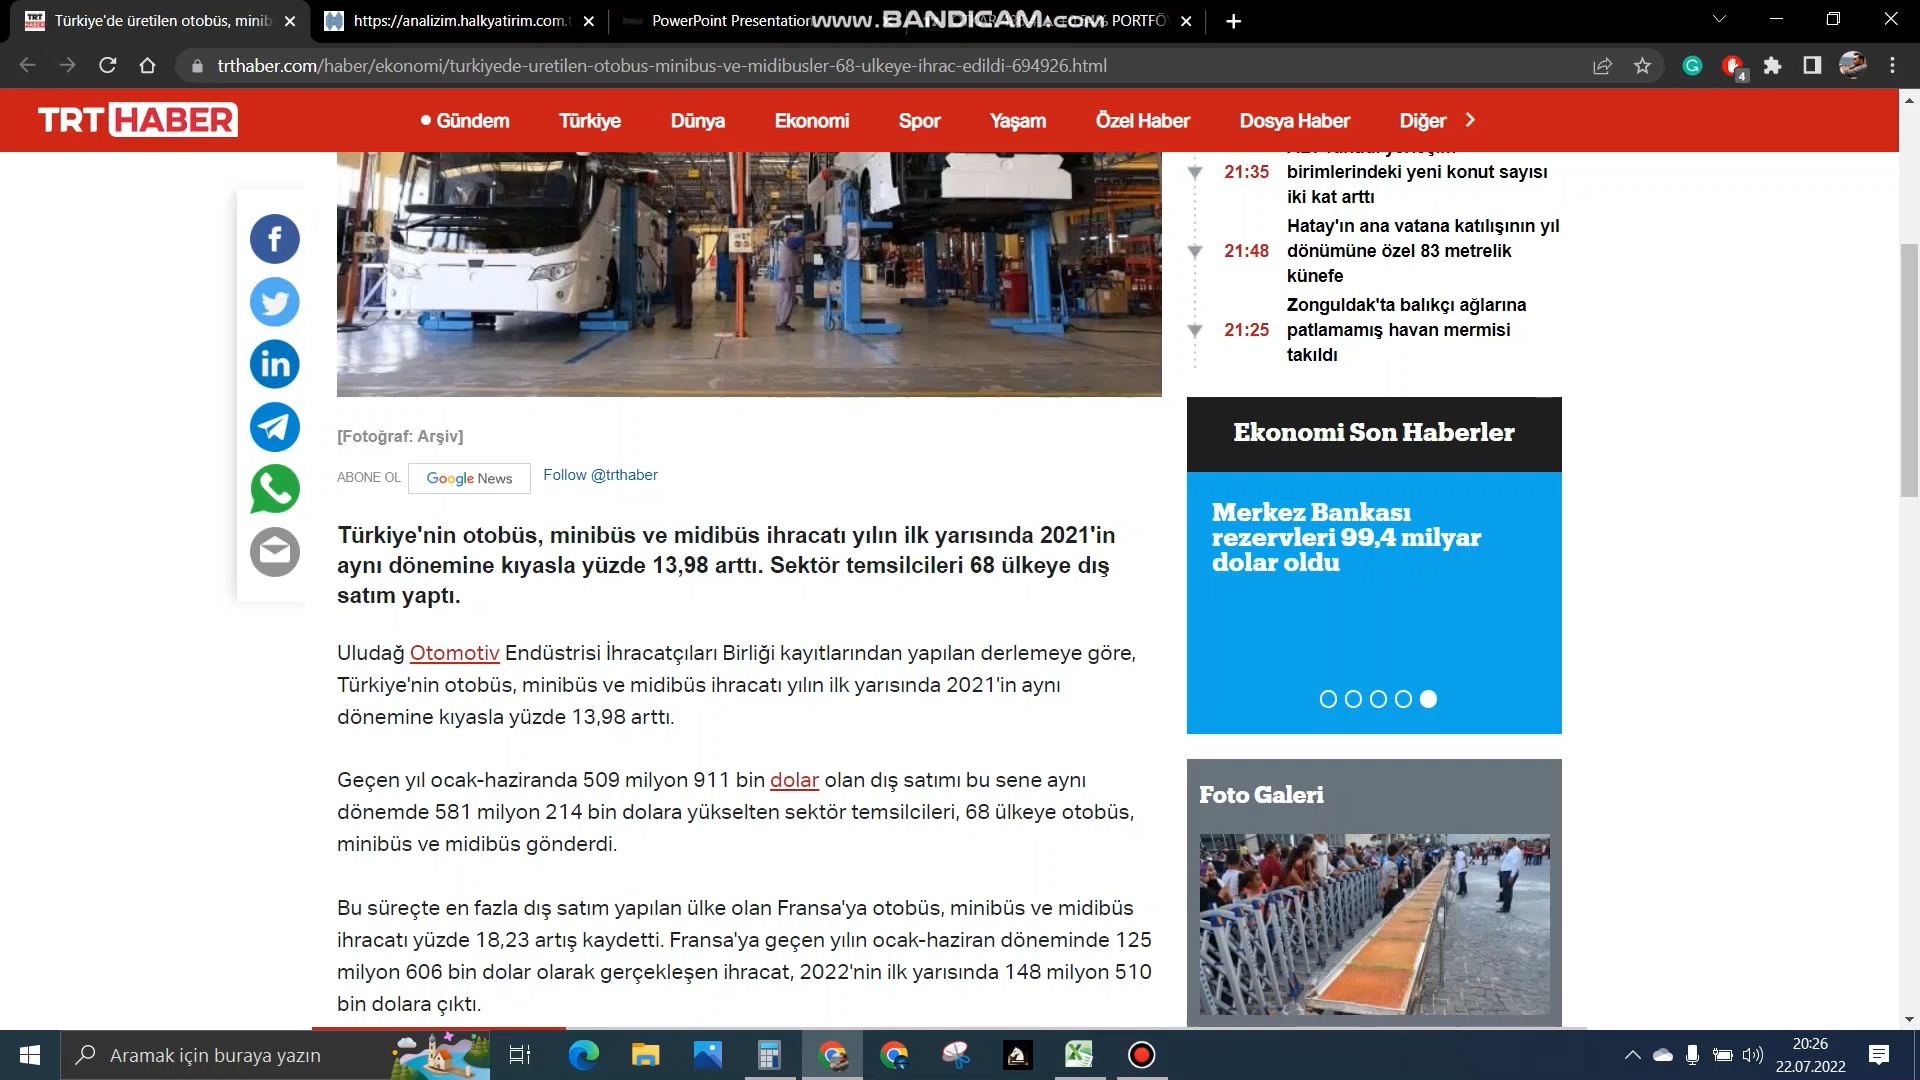 Türkiye'de üretilen otobüs, minib
https://analizim.halkyatirim.com.
PowerPoint Presentation
www.BANDICAM.com
PORTFÖ
trthaber.com/haber/ekonomi/turkiyede-uretilen-otobus-minibus-ve-midibusler-68-ulkeye-ihrac-edildi-694926.html
4
TRT HABER
Gündem
Türkiye
Dünya
Ekonomi
Spor
Yaşam
Özel Haber
Dosya Haber
Diğer
21:35
birimlerindeki yeni konut sayısı
iki kat arttı
Hatay'ın ana vatana katılışının yıl
21:48
dönümüne özel 83 metrelik
künefe
Zonguldak'ta balıkçı ağlarına
21:25
patlamamış havan mermisi
takıldı
[Fotoğraf: Arşiv]
ABONE OL
Google News
Follow @trthaber
Türkiye'nin otobüs, minibüs ve midibüs ihracatı yılın ilk yarısında 2021'in
aynı dönemine kıyasla yüzde 13,98 arttı. Sektör temsilcileri 68 ülkeye dış
satım yaptı.
Uludağ Otomotiv Endüstrisi İhracatçıları Birliği kayıtlarından yapılan derlemeye göre,
Türkiye'nin otobüs, minibüs ve midibüs ihracatı yılın ilk yarısında 2021'in aynı
dönemine kıyasla yüzde 13,98 arttı.
Geçen yıl ocak-haziranda 509 milyon 911 bin dolar olan dış satımı bu sene aynı
dönemde 581 milyon 214 bin dolara yükselten sektör temsilcileri, 68 ülkeye otobüs,
minibüs ve midibüs gönderdi.
Bu süreçte en fazla dış satım yapılan ülke olan Fransa'ya otobüs, minibüs ve midibüs
ihracatı yüzde 18,23 artış kaydetti. Fransa'ya geçen yılın ocak-haziran döneminde 125
milyon 606 bin dolar olarak gerçekleşen ihracat, 2022'nin ilk yarısında 148 milyon 510
bin dolara çıktı.
Ekonomi Son Haberler
Merkez Bankası
rezervleri 99,4 milyar
dolar oldu
Foto Galeri
Aramak için buraya yazın
20:26
22.07.2022